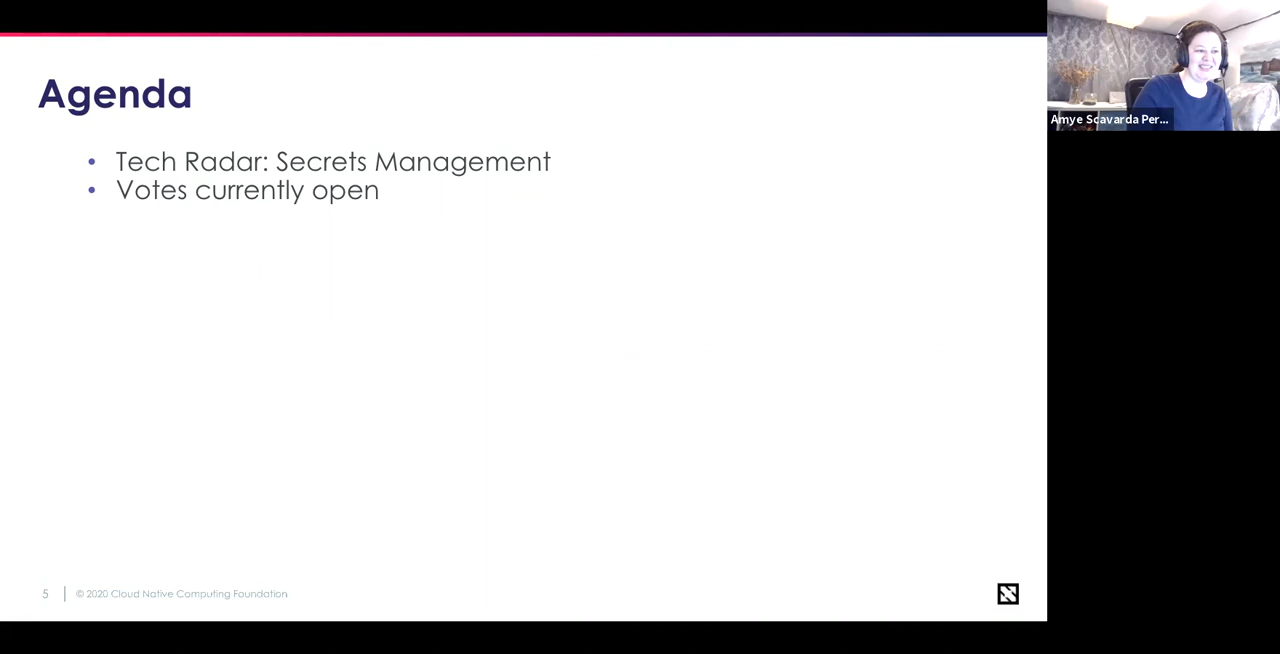 Agenda
• Tech Radar: Secrets Management
• Votes currently open
5
© 2020 Cloud Native Computing Foundation
Amye Scavarda Per...